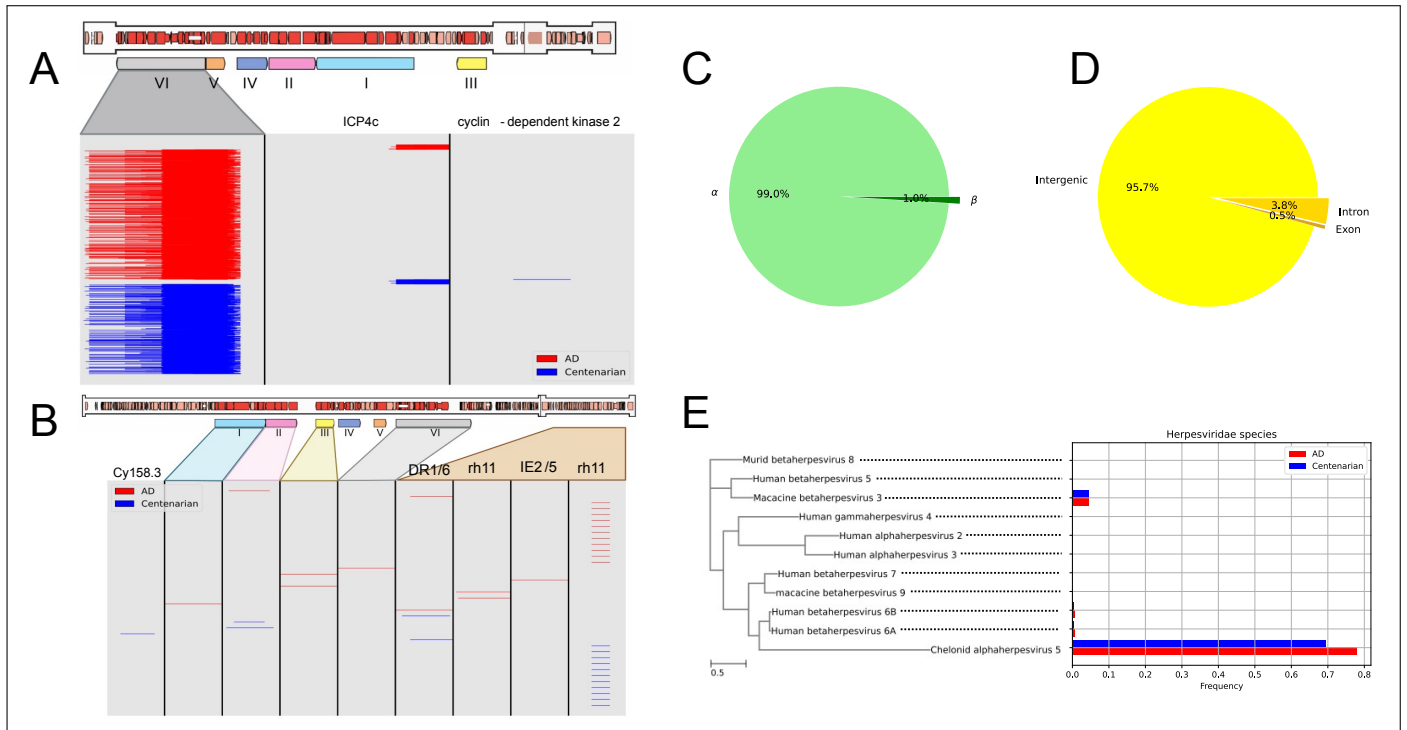 A
VI
V
IV
II
I
III
ICP4c
cyclin
- dependent kinase 2
AD
Centenarian
B
I
II
III
IV
V
VI
Cy158.3
DR1/6
rh11
IE2 /5
rh11
AD
Centenarian
C
α
99.0%
1.0%
β
D
Intergenic
95.7%
3.8%
0.5%
Intron
Exon
E
Herpesviridae species
AD
Centenarian
Murid betaherpesvirus 8
Human betaherpesvirus 5
Macacine betaherpesvirus 3
Human gammaherpesvirus 4
Human alphaherpesvirus 2
Human alphaherpesvirus 3
Human betaherpesvirus 7
macacine betaherpesvirus 9
Human betaherpesvirus 6B
Human betaherpesvirus 6A
Chelonid alphaherpesvirus 5
0.5
0.0 0.1 0.2 0.3 0.4 0.5 0.6 0.7 0.8
Frequency